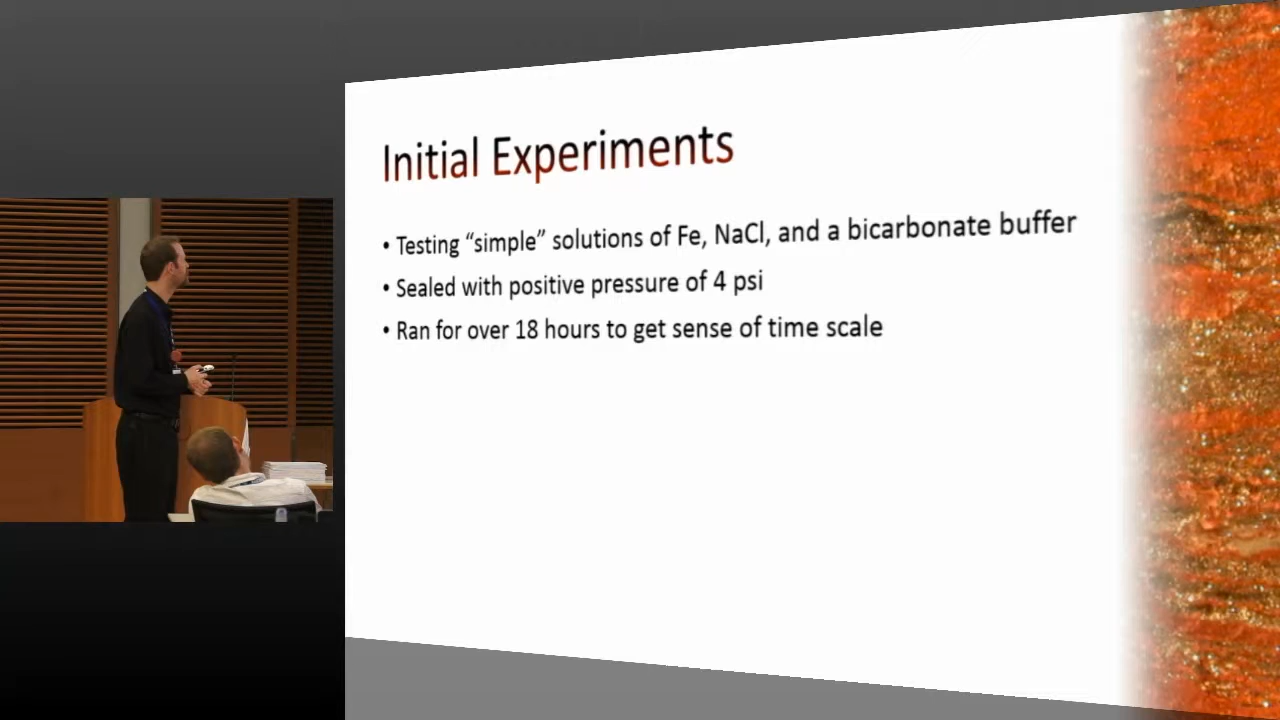 Initial Experiments
• Testing “simple” solutions of Fe, NaCl, and a bicarbonate buffer
• Sealed with positive pressure of 4 psi
• Ran for over 18 hours to get sense of time scale